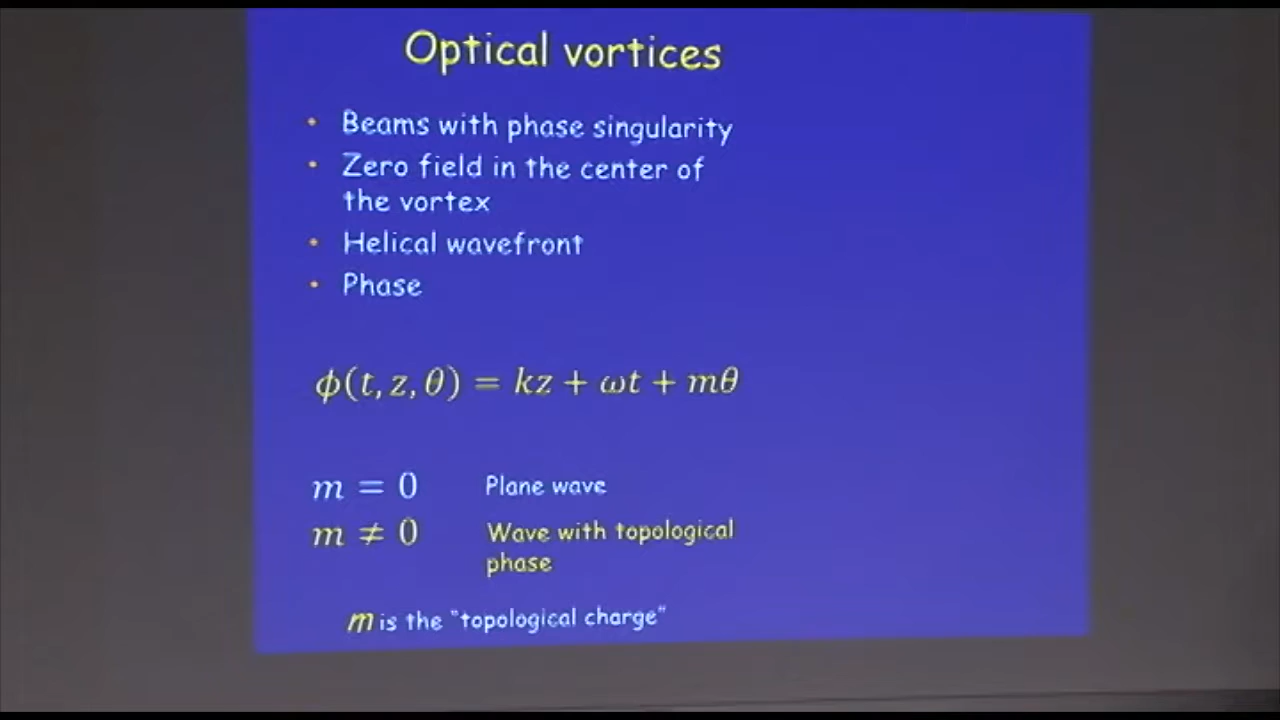 Optical vortices
• Beams with phase singularity
• Zero field in the center of
the vortex
• Helical wavefront
• Phase
ϕ(t, z, θ) = kz + ωt + mθ
m = 0 Plane wave
m ≠ 0 Wave with topological
phase
m is the "topological charge"